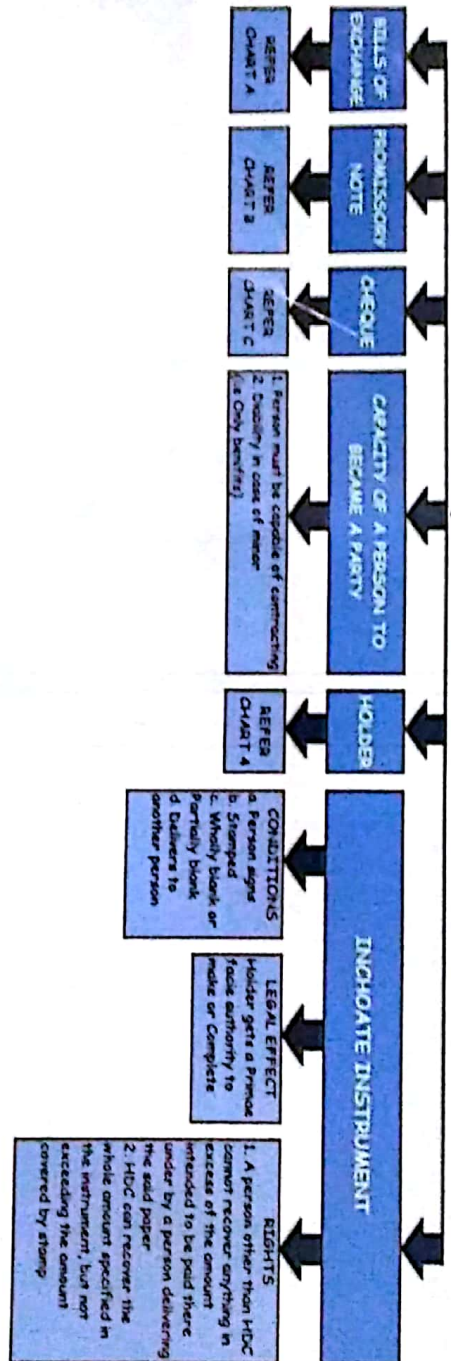 BILLS OF
EXCHANGE
REFER
CHART A
PROMISSORY
NOTE
REFER
CHART B
CHEQUE
REFER
CHART C
CAPACITY OF A PERSON TO
BECAME A PARTY
1. Person must be capable of contracting
2. Disability in case of minor
(i.e Only benifits)
HOLDER
REFER
CHART 4
INCHOATE INSTRUMENT
CONDITIONS
a. Person signs
b. Stamped
c. Wholly blank or
Partially blank
d. Delivers to
another person
LEGAL EFFECT
Holder gets a Primae
facie authority to
make or Complete
RIGHTS
1. A person other than HDC
cannot recover anything in
excess of the amount
intended to be paid there
under by a person delivering
the said paper
2. HDC can recover the
whole amount specified in
the instrument, but not
exceeding the amount
covered by stamp